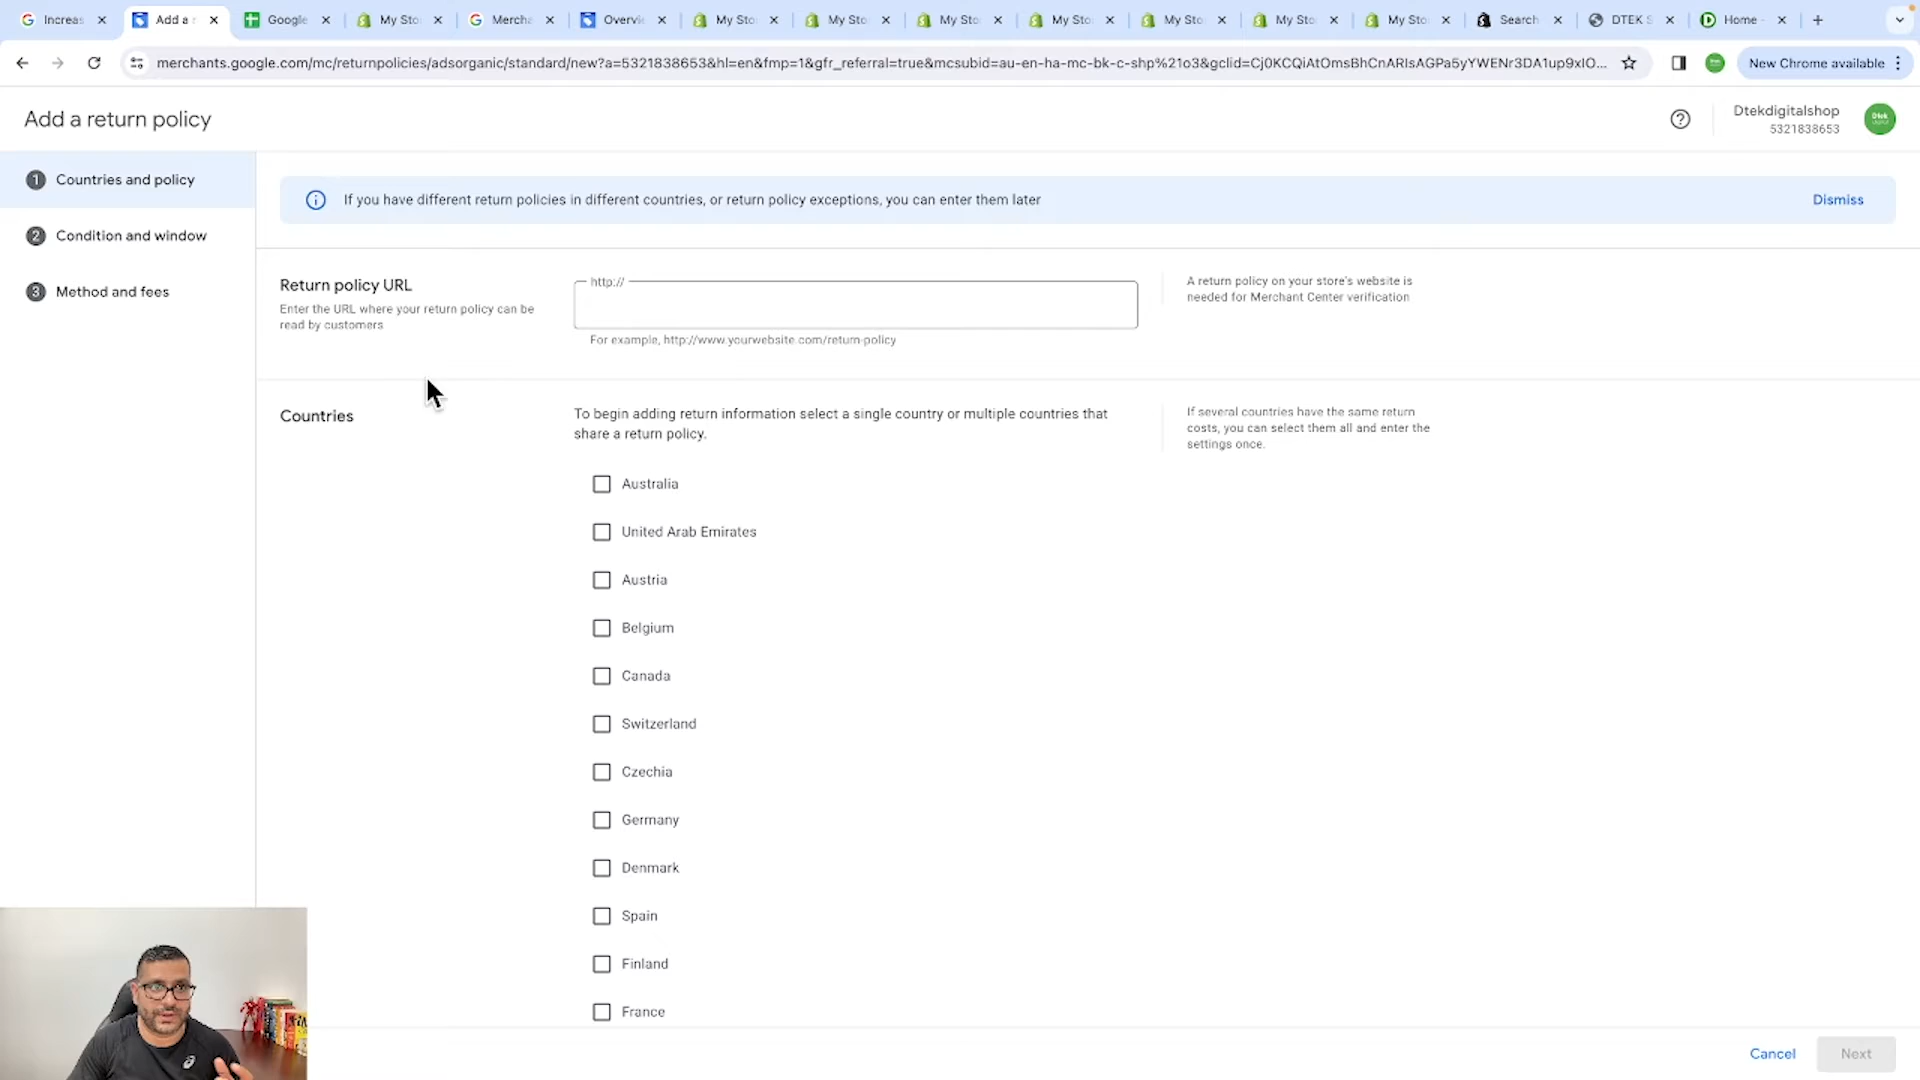 Increas
Add a r
Google
My Sto
Mercha
Overvi
My Sto
My Sto
My Sto
My Sto
My Sto
My Sto
My Sto
Search
DTEK S
Home -
merchants.google.com/mc/returnpolicies/adsorganic/standard/new?a=5321838653&hl=en&fmp=1&gfr_referral=true&mcsubid=au-en-ha-mc-bk-c-shp%21o3&gclid=Cj0KCQiAtOmsBhCnARIsAGPa5yYWENr3DA1up9xIO...
New Chrome available
Add a return policy
Dtekdigitalshop
5321838653
1 Countries and policy
2 Condition and window
3 Method and fees
If you have different return policies in different countries, or return policy exceptions, you can enter them later
Dismiss
Return policy URL
Enter the URL where your return policy can be
read by customers
http://
For example, http://www.yourwebsite.com/return-policy
A return policy on your store's website is
needed for Merchant Center verification
Countries
To begin adding return information select a single country or multiple countries that
share a return policy.
If several countries have the same return
costs, you can select them all and enter the
settings once.
Australia
United Arab Emirates
Austria
Belgium
Canada
Switzerland
Czechia
Germany
Denmark
Spain
Finland
France
Cancel
Next